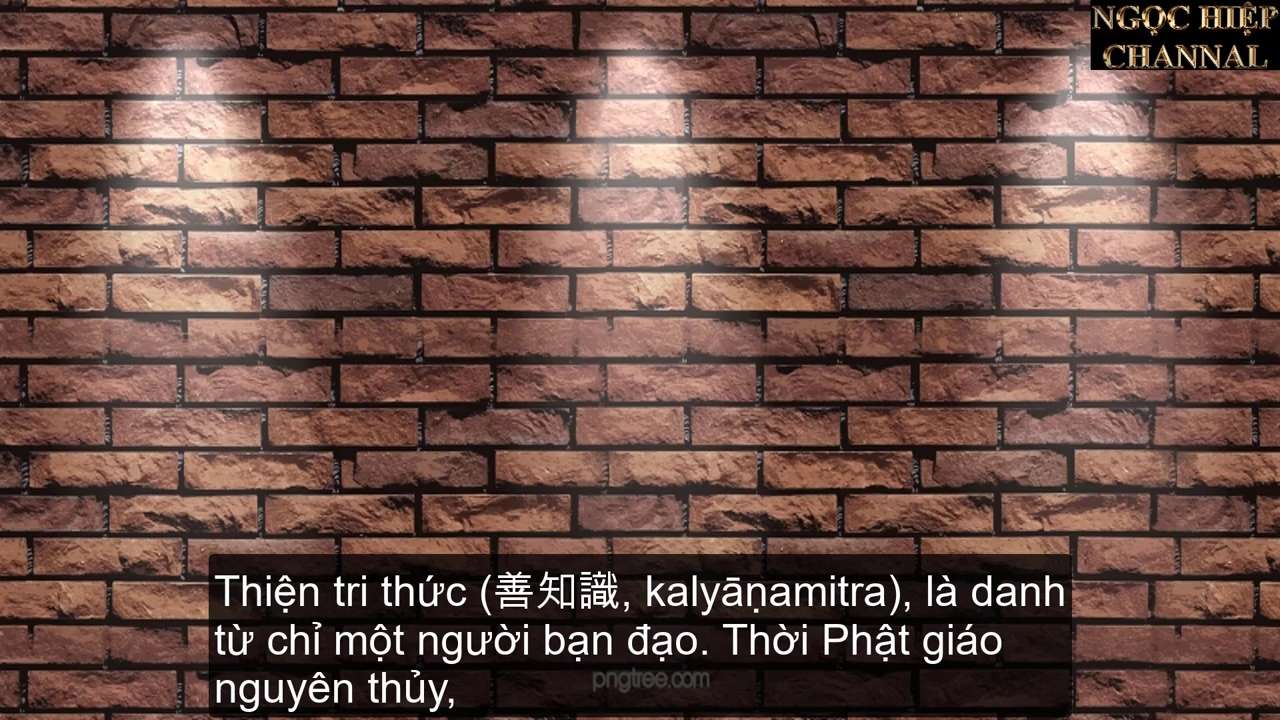 NGỌC HIỆP
CHANNAL
Thiện tri thức (善知識, kalyāṇamitra), là danh
từ chỉ một người bạn đạo. Thời Phật giáo
nguyên thủy,
pngtree.com